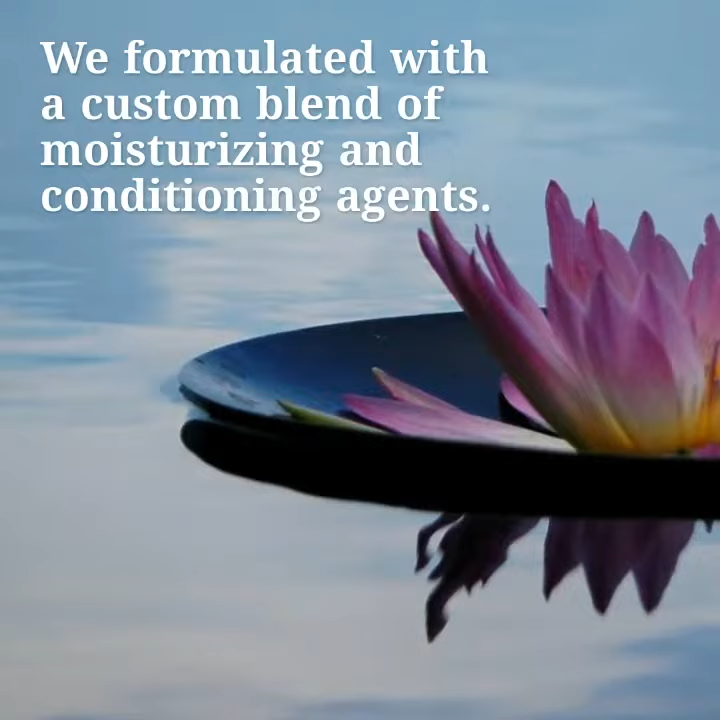 We formulated with
a custom blend of
moisturizing and
conditioning agents.